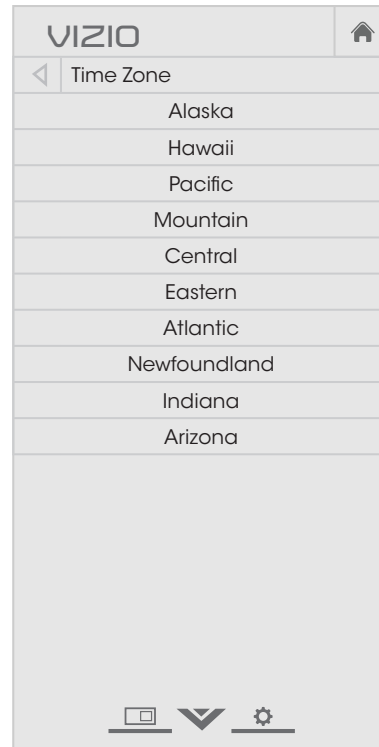 VIZIO
Time Zone
Alaska
Hawaii
Pacific
Mountain
Central
Eastern
Atlantic
Newfoundland
Indiana
Arizona